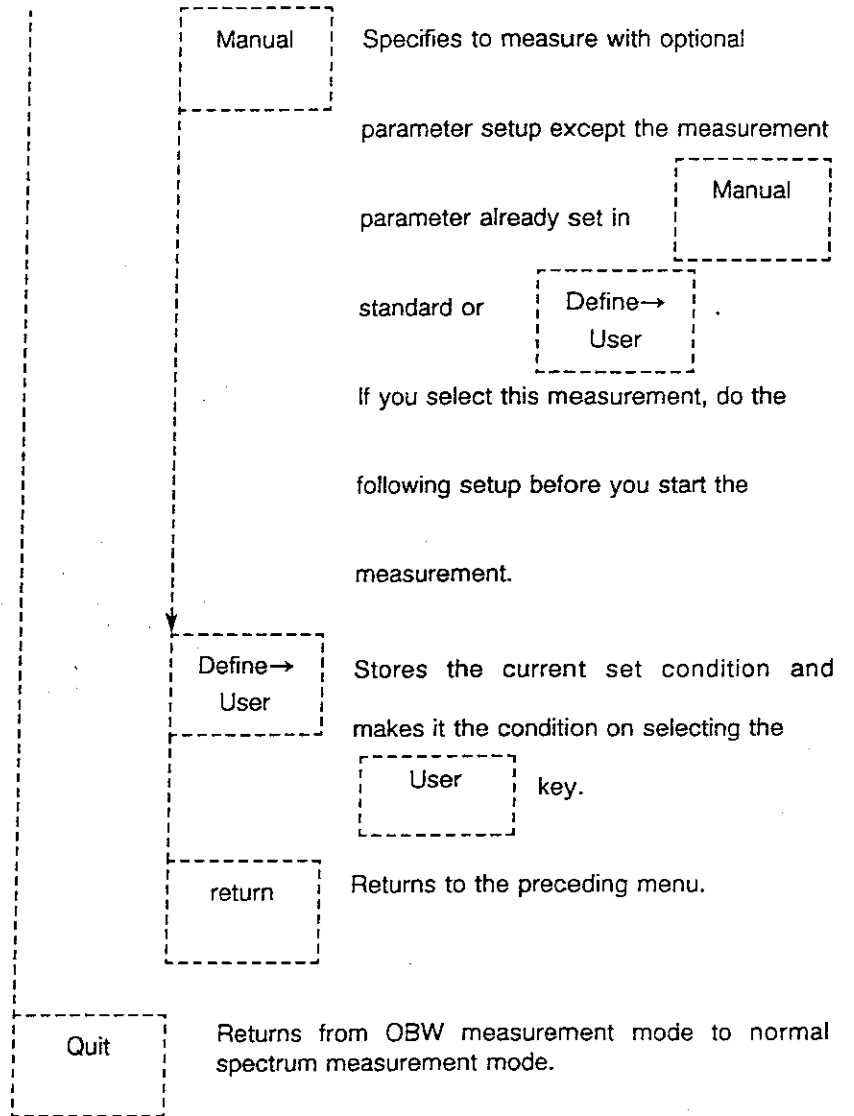 Manual
Specifies to measure with optional
parameter setup except the measurement
parameter already set in Manual
standard or Define→ User .
If you select this measurement, do the
following setup before you start the
measurement.
Define→
User
Stores the current set condition and
makes it the condition on selecting the
User key.
return
Returns to the preceding menu.
Quit
Returns from OBW measurement mode to normal
spectrum measurement mode.